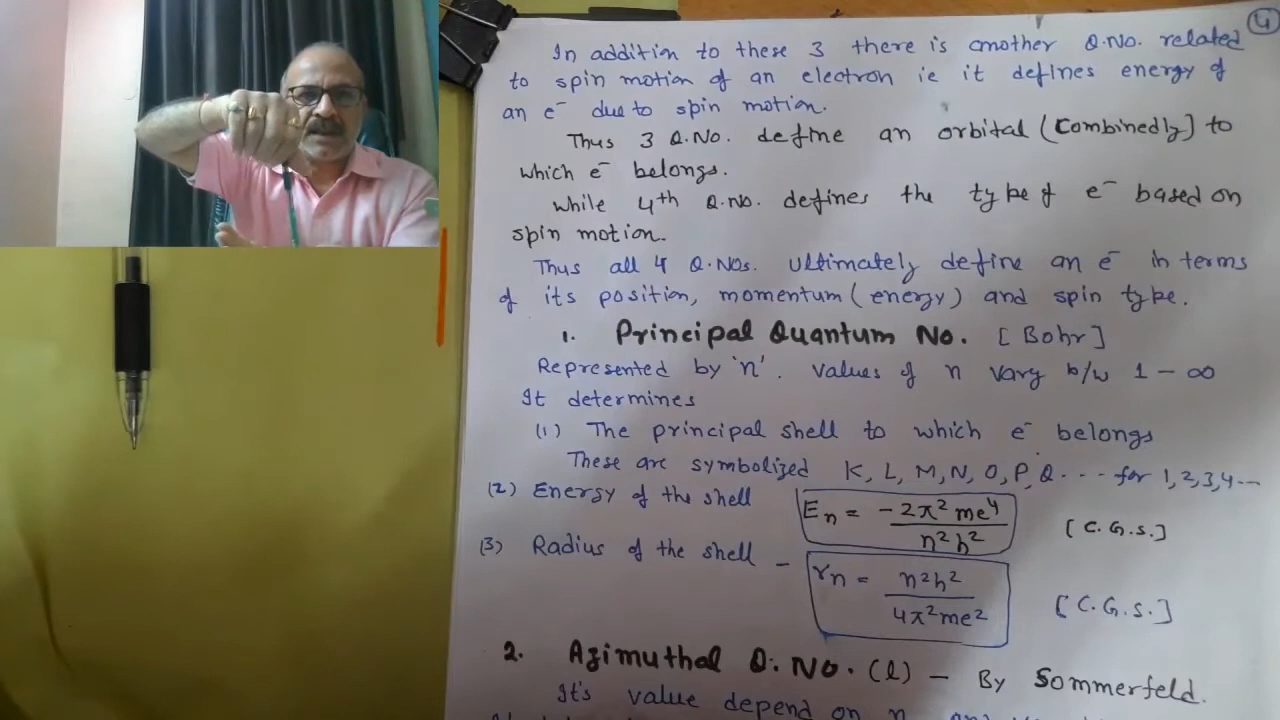 4
In addition to these 3 there is another Q.No. related
to spin motion of an electron ie it defines energy of
an e⁻ due to spin motion.
Thus 3 Q.No. define an orbital (Combinedly) to
which e⁻ belongs.
While 4th Q.No. defines the type of e⁻ based on
spin motion.
Thus all 4 Q.Nos. Ultimately define an e⁻ in terms
of its position, momentum (energy) and spin type.
1. Principal Quantum No. [Bohr]
Represented by 'n'. Values of n vary b/w 1 – ∞
It determines
(1) The principal shell to which e⁻ belongs
These are symbolized K, L, M, N, O, P, Q .... for 1, 2, 3, 4 ...
(2) Energy of the shell Eₙ = -2π²me⁴ / n²h² [C.G.S.]
(3) Radius of the shell – rₙ = n²h² / 4π²me² [C.G.S.]
2. Azimuthal Q.No. (l) – By Sommerfeld.
It's value depend on n